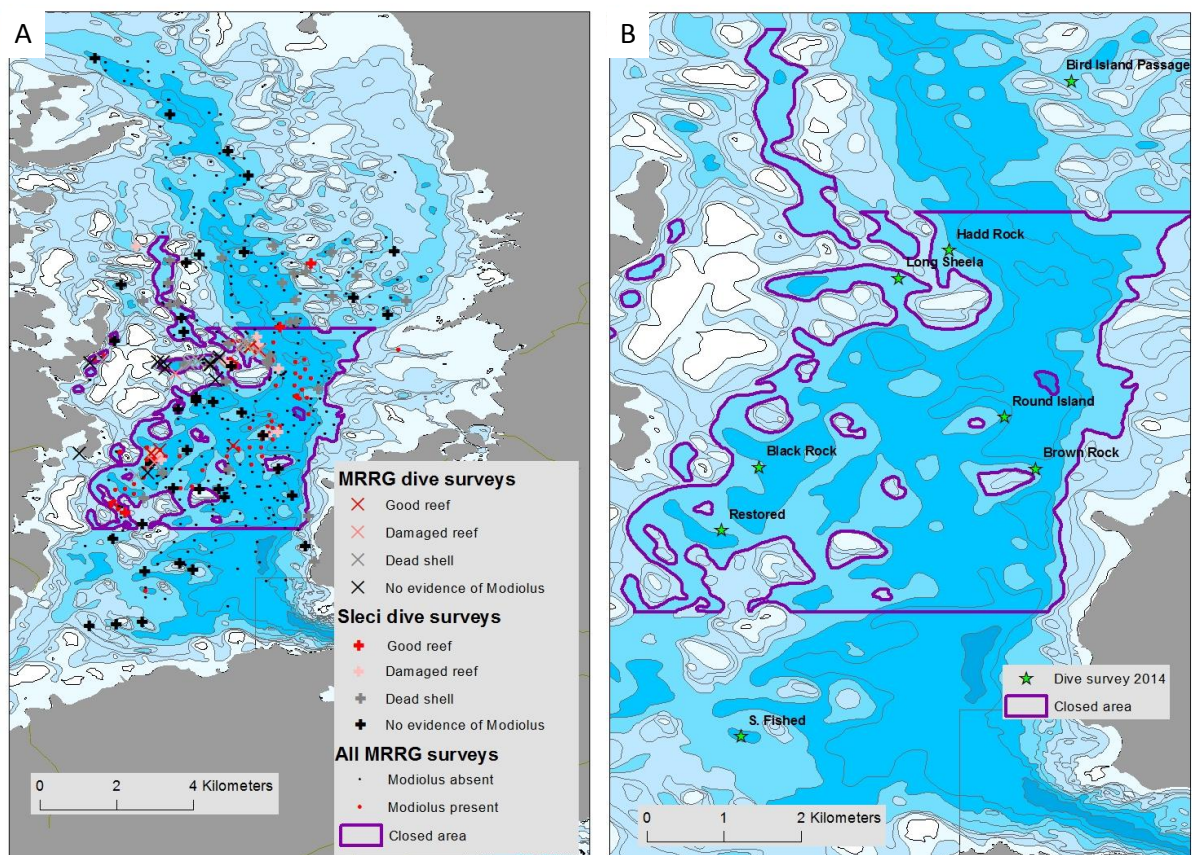 A
MRRG dive surveys
Good reef
Damaged reef
Dead shell
No evidence of Modiolus
Sleci dive surveys
Good reef
Damaged reef
Dead shell
No evidence of Modiolus
All MRRG surveys
Modiolus absent
Modiolus present
Closed area
0 2 4 Kilometers
B
Bird Island Passage
Hadd Rock
Long Sheela
Round Island
Black Rock
Brown Rock
Restored
S. Fished
Dive survey 2014
Closed area
0 1 2 Kilometers